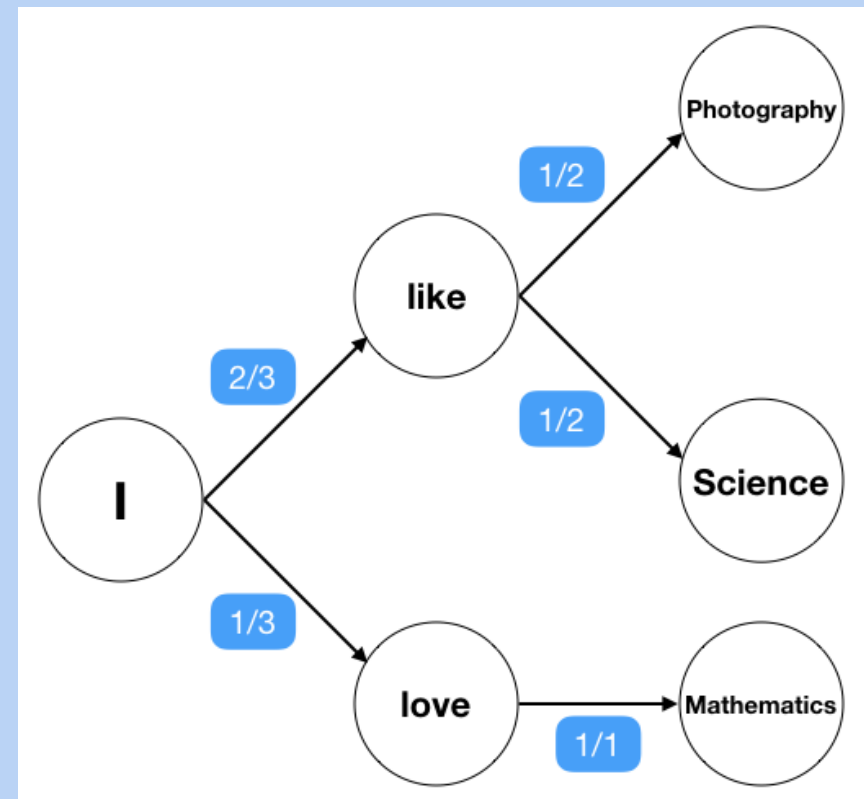 Photography
1/2
like
2/3
1/2
I
Science
1/3
love
Mathematics
1/1